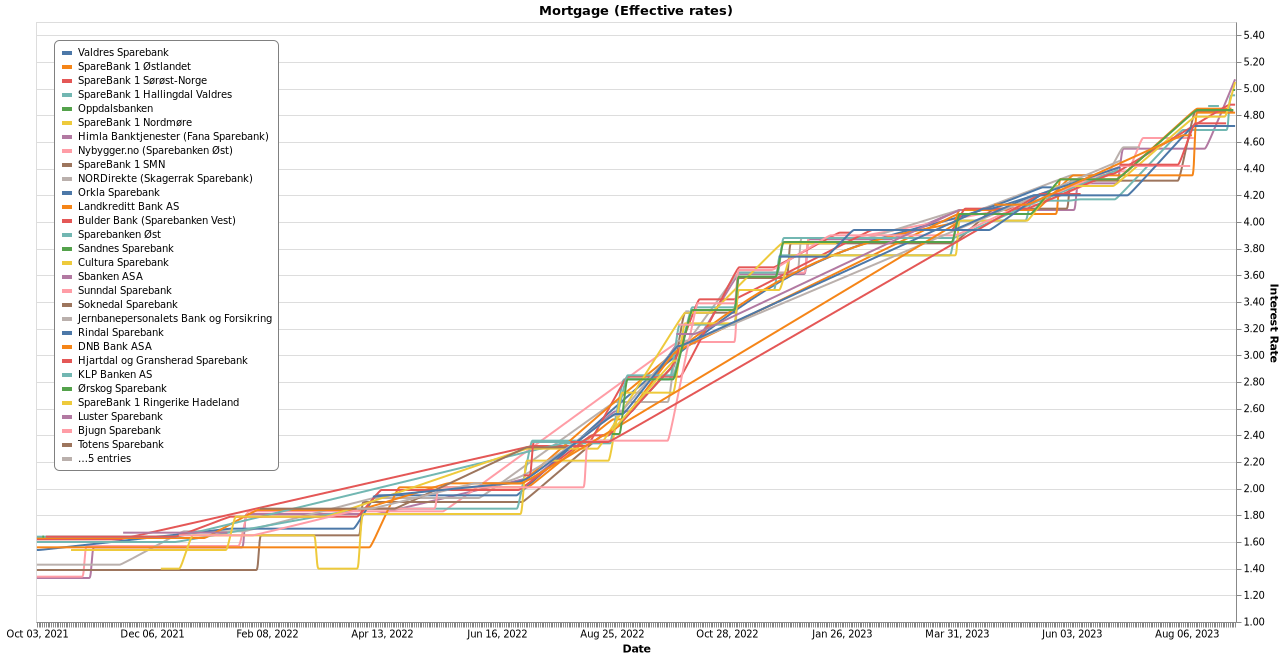 Mortgage (Effective rates)
Valdres Sparebank
SpareBank 1 Østlandet
SpareBank 1 Sørøst-Norge
SpareBank 1 Hallingdal Valdres
Oppdalsbanken
SpareBank 1 Nordmøre
Himla Banktjenester (Fana Sparebank)
Nybygger.no (Sparebanken Øst)
SpareBank 1 SMN
NORDirekte (Skagerrak Sparebank)
Orkla Sparebank
Landkreditt Bank AS
Bulder Bank (Sparebanken Vest)
Sparebanken Øst
Sandnes Sparebank
Cultura Sparebank
Sbanken ASA
Sunndal Sparebank
Soknedal Sparebank
Jernbanepersonalets Bank og Forsikring
Rindal Sparebank
DNB Bank ASA
Hjartdal og Gransherad Sparebank
KLP Banken AS
Ørskog Sparebank
SpareBank 1 Ringerike Hadeland
Luster Sparebank
Bjugn Sparebank
Totens Sparebank
…5 entries
5.40
5.20
5.00
4.80
4.60
4.40
4.20
4.00
3.80
3.60
3.40
3.20
3.00
2.80
2.60
2.40
2.20
2.00
1.80
1.60
1.40
1.20
1.00
Interest Rate
Oct 03, 2021 Dec 06, 2021 Feb 08, 2022 Apr 13, 2022 Jun 16, 2022 Aug 25, 2022 Oct 28, 2022 Jan 26, 2023 Mar 31, 2023 Jun 03, 2023 Aug 06, 2023
Date